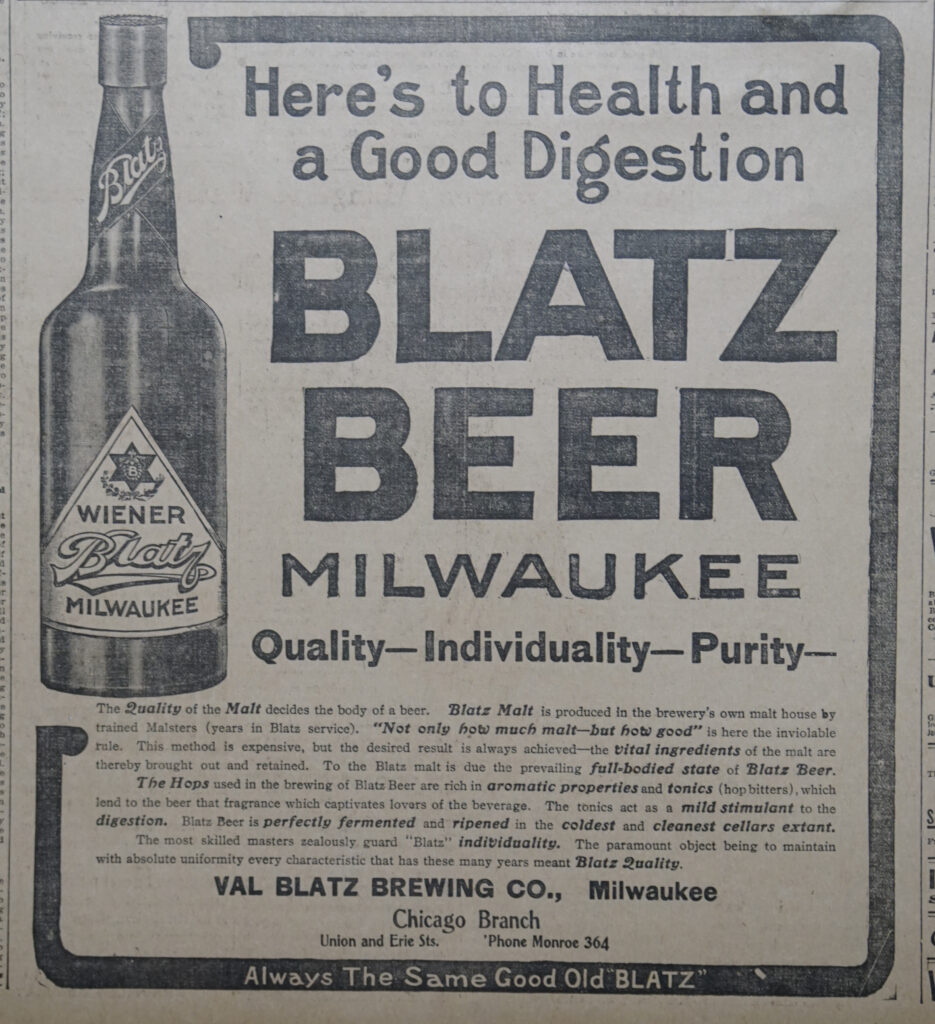 Here's to Health and
a Good Digestion
Blatz
BLATZ
BEER
MILWAUKEE
B
WIENER
Blatz
MILWAUKEE
Quality—Individuality—Purity—
The Quality of the Malt decides the body of a beer. Blatz Malt is produced in the brewery's own malt house by
trained Malsters (years in Blatz service). "Not only how much malt—but how good" is here the inviolable
rule. This method is expensive, but the desired result is always achieved—the vital ingredients of the malt are
thereby brought out and retained. To the Blatz malt is due the prevailing full-bodied state of Blatz Beer.
The Hops used in the brewing of Blatz Beer are rich in aromatic properties and tonics (hop bitters), which
lend to the beer that fragrance which captivates lovers of the beverage. The tonics act as a mild stimulant to the
digestion. Blatz Beer is perfectly fermented and ripened in the coldest and cleanest cellars extant.
The most skilled masters zealously guard "Blatz" individuality. The paramount object being to maintain
with absolute uniformity every characteristic that has these many years meant Blatz Quality.
VAL BLATZ BREWING CO., Milwaukee
Chicago Branch
Union and Erie Sts. 'Phone Monroe 364
Always The Same Good Old "BLATZ"